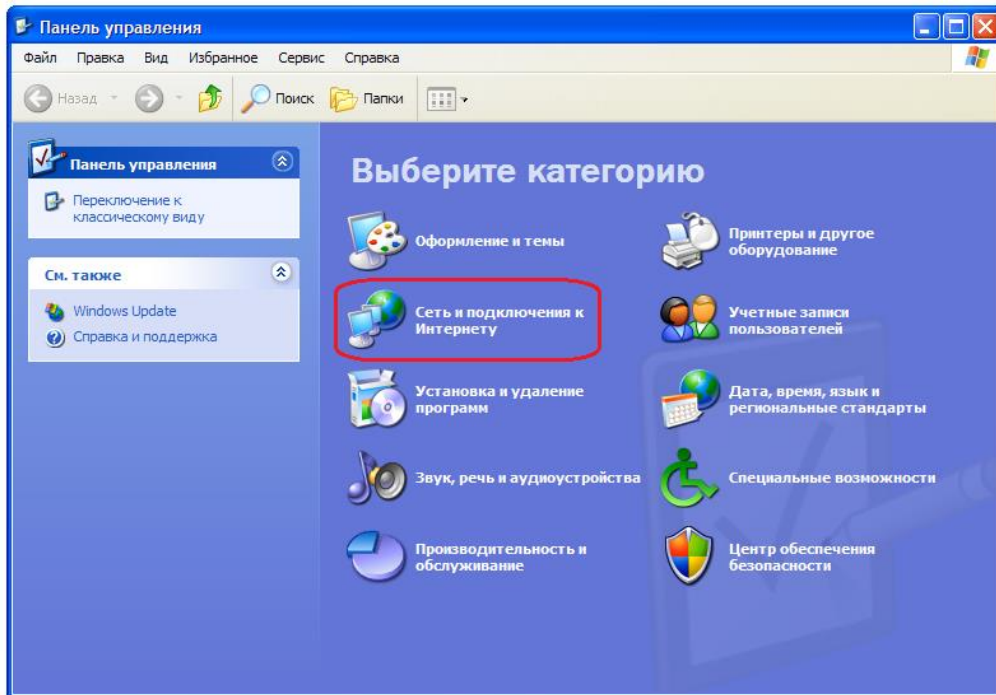 Панель управления
Файл Правка Вид Избранное Сервис Справка
Назад Поиск Папки
Панель управления
Переключение к
классическому виду
См. также
Windows Update
Справка и поддержка
Выберите категорию
Оформление и темы
Принтеры и другое
оборудование
Сеть и подключения к
Интернету
Учетные записи
пользователей
Установка и удаление
программ
Дата, время, язык и
региональные стандарты
Звук, речь и аудиоустройства
Специальные возможности
Производительность и
обслуживание
Центр обеспечения
безопасности